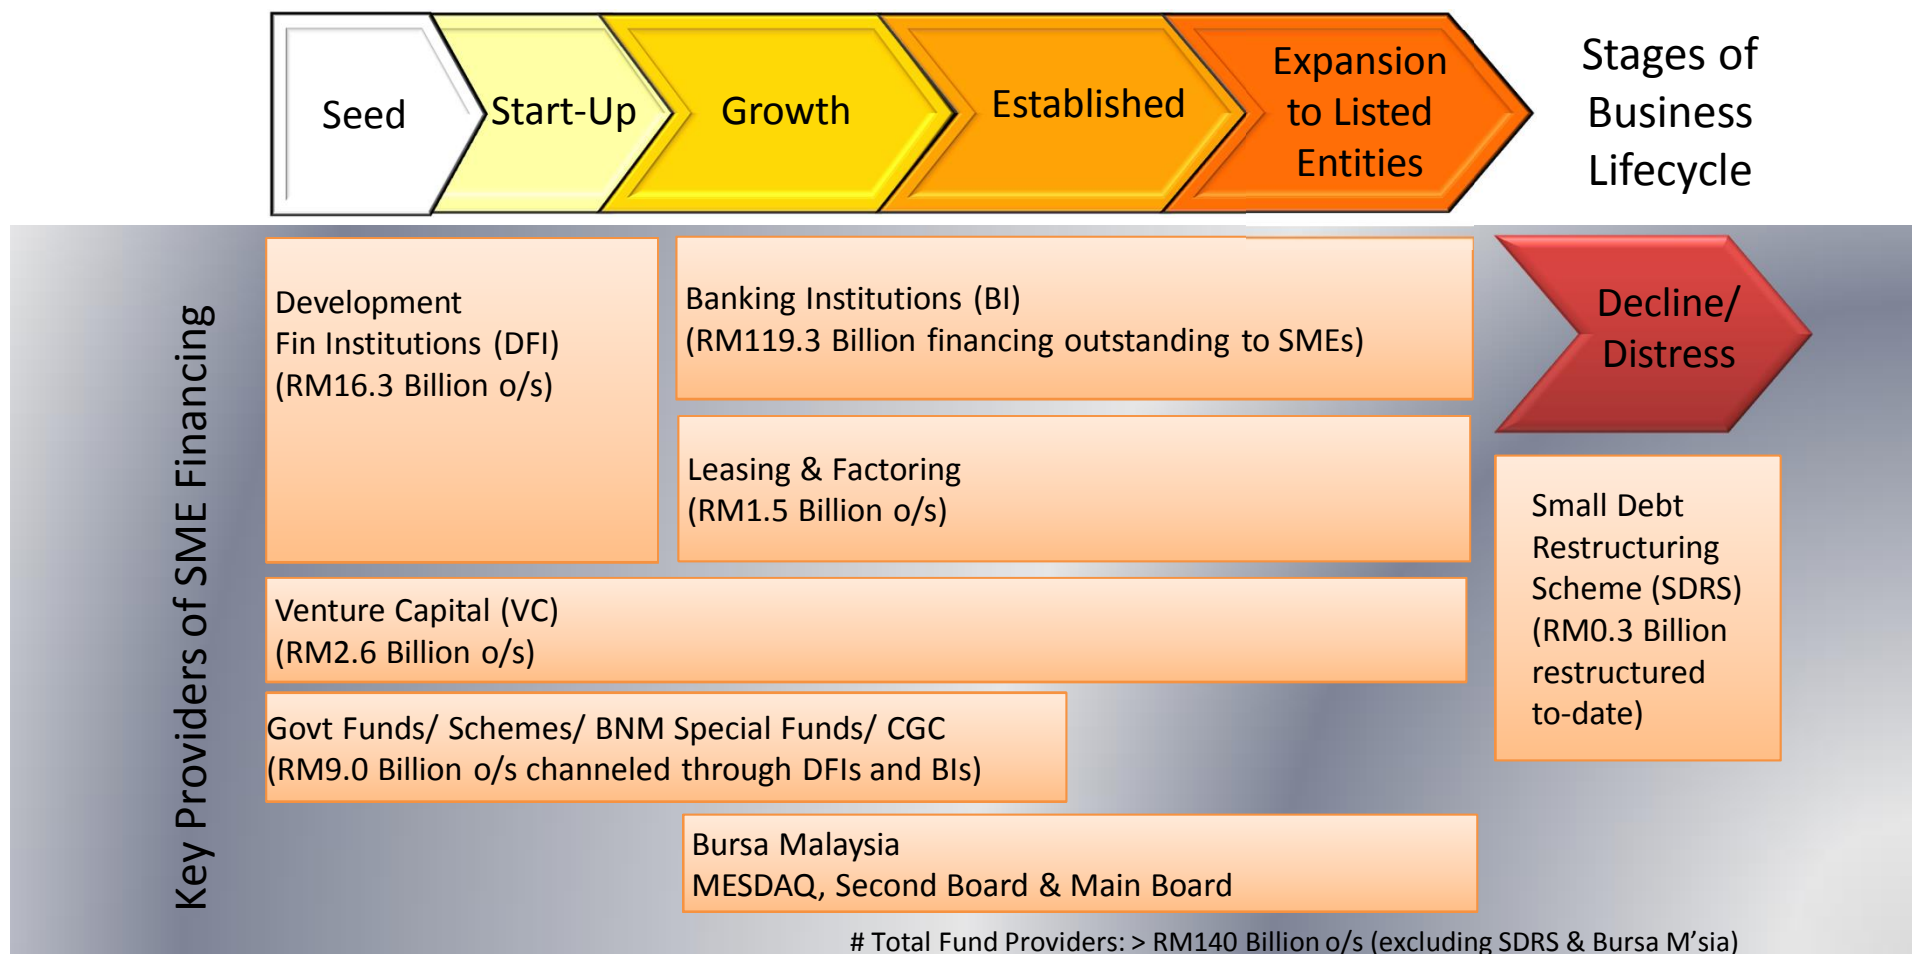 Seed
Start-Up
Growth
Established
Expansion
to Listed
Entities
Stages of
Business
Lifecycle
Key Providers of SME Financing
Development
Fin Institutions (DFI)
(RM16.3 Billion o/s)
Banking Institutions (BI)
(RM119.3 Billion financing outstanding to SMEs)
Decline/
Distress
Leasing & Factoring
(RM1.5 Billion o/s)
Small Debt
Restructuring
Scheme (SDRS)
(RM0.3 Billion
restructured
to-date)
Venture Capital (VC)
(RM2.6 Billion o/s)
Govt Funds/ Schemes/ BNM Special Funds/ CGC
(RM9.0 Billion o/s channeled through DFIs and BIs)
Bursa Malaysia
MESDAQ, Second Board & Main Board
# Total Fund Providers: > RM140 Billion o/s (excluding SDRS & Bursa M’sia)